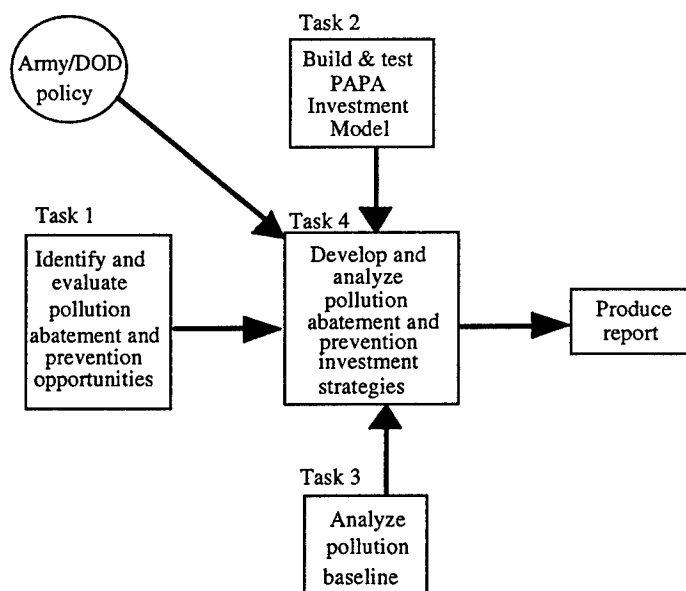 Army/DOD
policy
Task 2
Build & test
PAPA
Investment
Model
Task 1
Identify and
evaluate
pollution
abatement and
prevention
opportunities
Task 4
Develop and
analyze
pollution
abatement and
prevention
investment
strategies
Produce
report
Task 3
Analyze
pollution
baseline